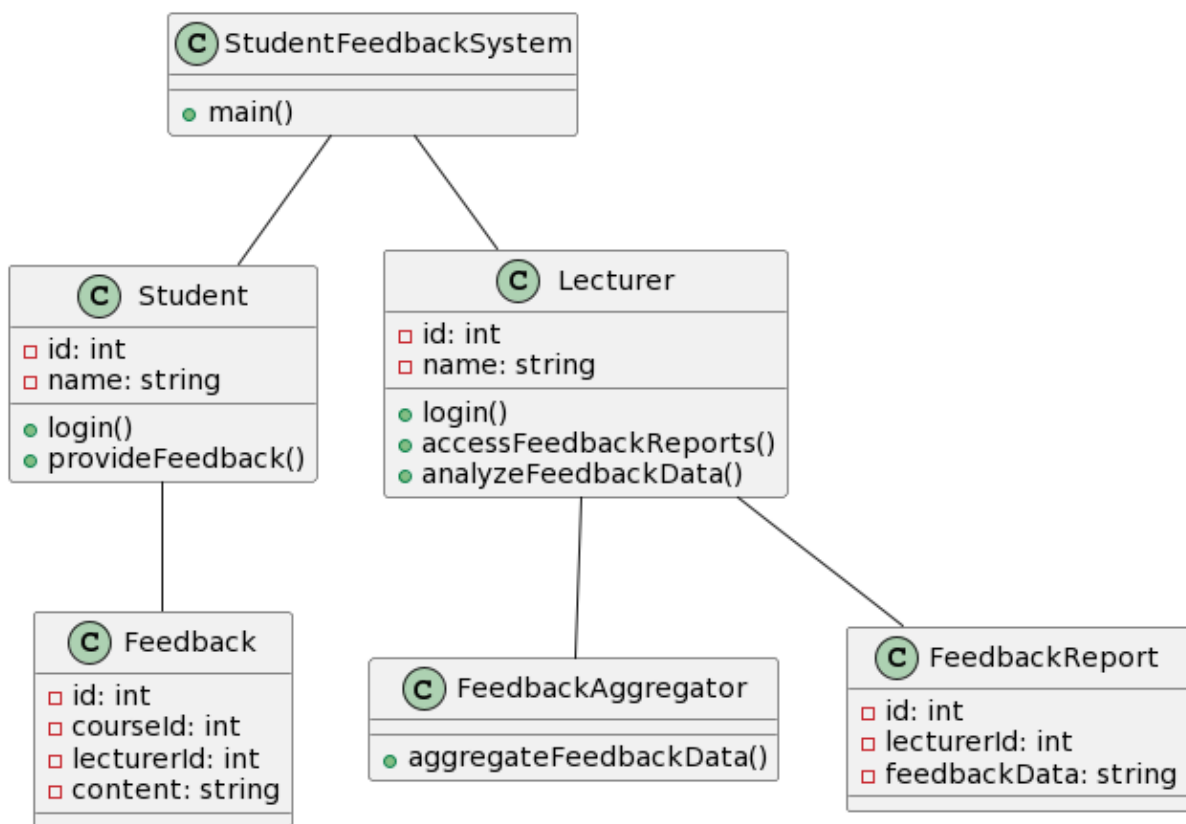 C StudentFeedbackSystem
main()
C Student
id: int
name: string
login()
provideFeedback()
C Lecturer
id: int
name: string
login()
accessFeedbackReports()
analyzeFeedbackData()
C Feedback
id: int
courseId: int
lecturerId: int
content: string
C FeedbackAggregator
aggregateFeedbackData()
C FeedbackReport
id: int
lecturerId: int
feedbackData: string